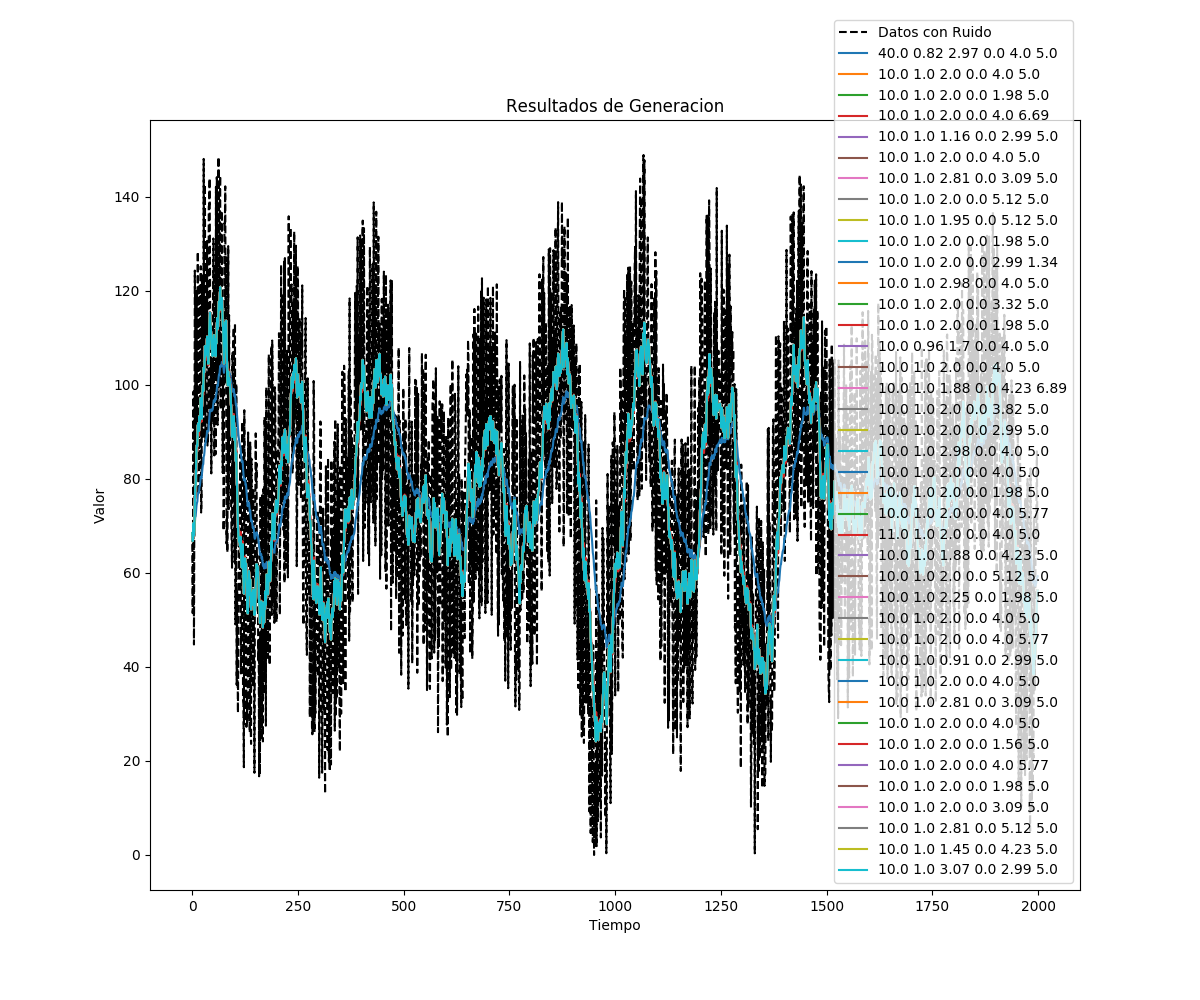 Resultados de Generacion
Datos con Ruido
40.0 0.82 2.97 0.0 4.0 5.0
10.0 1.0 2.0 0.0 4.0 5.0
10.0 1.0 2.0 0.0 1.98 5.0
10.0 1.0 2.0 0.0 4.0 6.69
10.0 1.0 1.16 0.0 2.99 5.0
10.0 1.0 2.0 0.0 4.0 5.0
10.0 1.0 2.81 0.0 3.09 5.0
10.0 1.0 2.0 0.0 5.12 5.0
10.0 1.0 1.95 0.0 5.12 5.0
10.0 1.0 2.0 0.0 1.98 5.0
10.0 1.0 2.0 0.0 2.99 1.34
10.0 1.0 2.98 0.0 4.0 5.0
10.0 1.0 2.0 0.0 3.32 5.0
10.0 1.0 2.0 0.0 1.98 5.0
10.0 0.96 1.7 0.0 4.0 5.0
10.0 1.0 2.0 0.0 4.0 5.0
10.0 1.0 1.88 0.0 4.23 6.89
10.0 1.0 2.0 0.0 3.82 5.0
10.0 1.0 2.0 0.0 2.99 5.0
10.0 1.0 2.98 0.0 4.0 5.0
10.0 1.0 2.0 0.0 4.0 5.0
10.0 1.0 2.0 0.0 1.98 5.0
10.0 1.0 2.0 0.0 4.0 5.77
11.0 1.0 2.0 0.0 4.0 5.0
10.0 1.0 1.88 0.0 4.23 5.0
10.0 1.0 2.0 0.0 5.12 5.0
10.0 1.0 2.25 0.0 1.98 5.0
10.0 1.0 2.0 0.0 4.0 5.0
10.0 1.0 2.0 0.0 4.0 5.77
10.0 1.0 0.91 0.0 2.99 5.0
10.0 1.0 2.0 0.0 4.0 5.0
10.0 1.0 2.81 0.0 3.09 5.0
10.0 1.0 2.0 0.0 4.0 5.0
10.0 1.0 2.0 0.0 1.56 5.0
10.0 1.0 2.0 0.0 4.0 5.77
10.0 1.0 2.0 0.0 1.98 5.0
10.0 1.0 2.0 0.0 3.09 5.0
10.0 1.0 2.81 0.0 5.12 5.0
10.0 1.0 1.45 0.0 4.23 5.0
10.0 1.0 3.07 0.0 2.99 5.0
Valor
140
120
100
80
60
40
20
0
0 250 500 750 1000 1250 1500 1750 2000
Tiempo